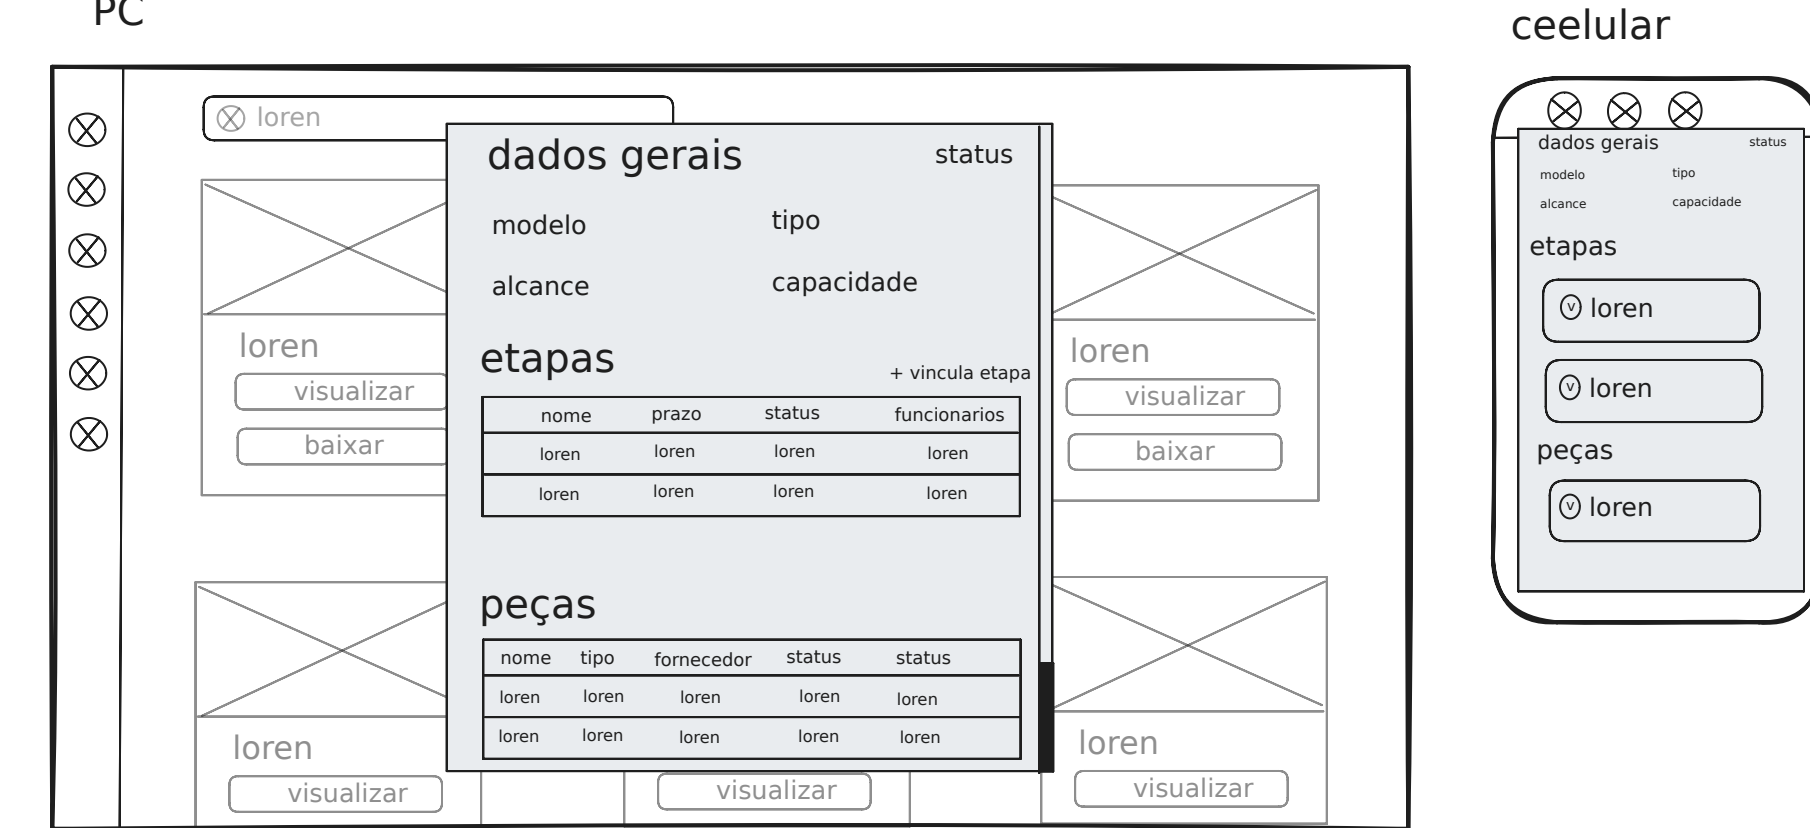 PC
ceelular
loren
dados gerais
status
modelo
tipo
alcance
capacidade
etapas
+ vincula etapa
nome prazo status funcionarios
loren loren loren loren
loren loren loren loren
peças
nome tipo fornecedor status status
loren loren loren loren loren
loren loren loren loren loren
loren
visualizar
baixar
loren
visualizar
baixar
loren
visualizar
visualizar
loren
visualizar
dados gerais
status
modelo
tipo
alcance
capacidade
etapas
v loren
v loren
peças
v loren